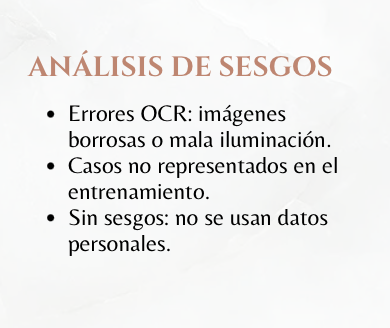 ANÁLISIS DE SESGOS
• Errores OCR: imágenes
borrosas o mala iluminación.
• Casos no representados en el
entrenamiento.
• Sin sesgos: no se usan datos
personales.